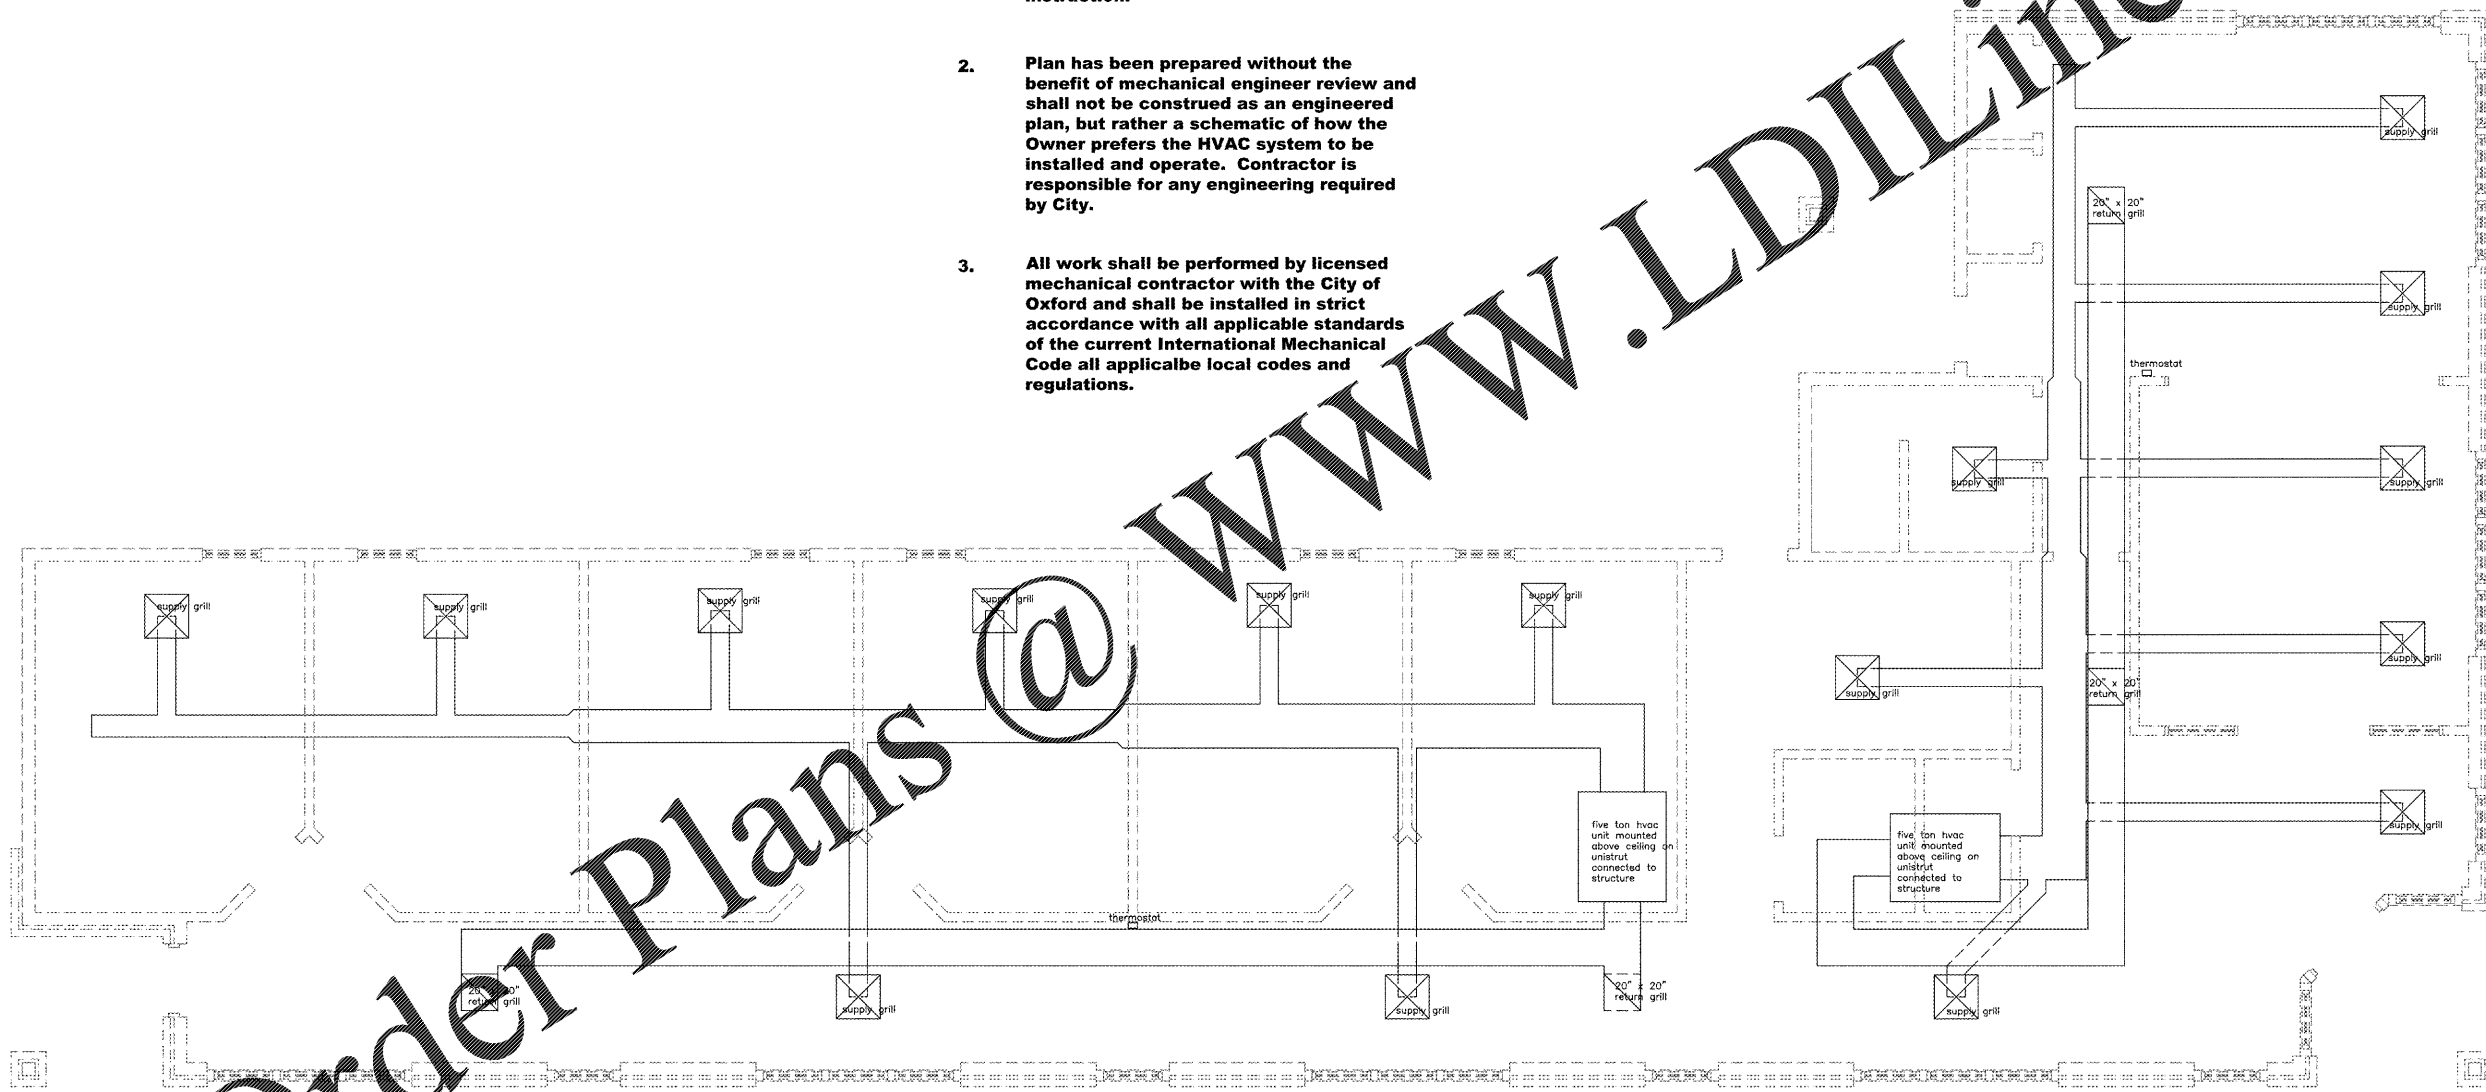 instruction.
2. Plan has been prepared without the
benefit of mechanical engineer review and
shall not be construed as an engineered
plan, but rather a schematic of how the
Owner prefers the HVAC system to be
installed and operate. Contractor is
responsible for any engineering required
by City.
3. All work shall be performed by licensed
mechanical contractor with the City of
Oxford and shall be installed in strict
accordance with all applicable standards
of the current International Mechanical
Code all applicalbe local codes and
regulations.
Order Plans @ WWW.LDILine
supply grill
20" x 20"
return grill
supply grill
thermostat
supply grill
supply grill
supply grill
supply grill
supply grill
supply grill
supply grill
supply grill
supply grill
supply grill
supply grill
20" x 20"
return grill
supply grill
five ton hvac
unit mounted
above ceiling on
unistrut
connected to
structure
five ton hvac
unit mounted
above ceiling on
unistrut
connected to
structure
thermostat
20" x 20"
return grill
supply grill
supply grill
20" x 20"
return grill
supply grill